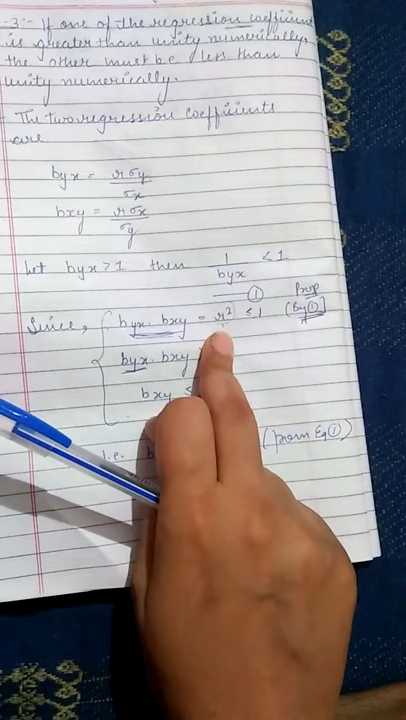 -3- If one of the regression coefficient
is greater than unity numerically,
the other must be less than
unity numerically.
- The two regression coefficients
are
byx = rσy/σx
bxy = rσx/σy
Let byx > 1 then 1/byx < 1
①
Since, byx. bxy = r² ≤ 1 Prop [By ①]
byx. bxy
bxy ≤
i.e. b (from Eq ①)